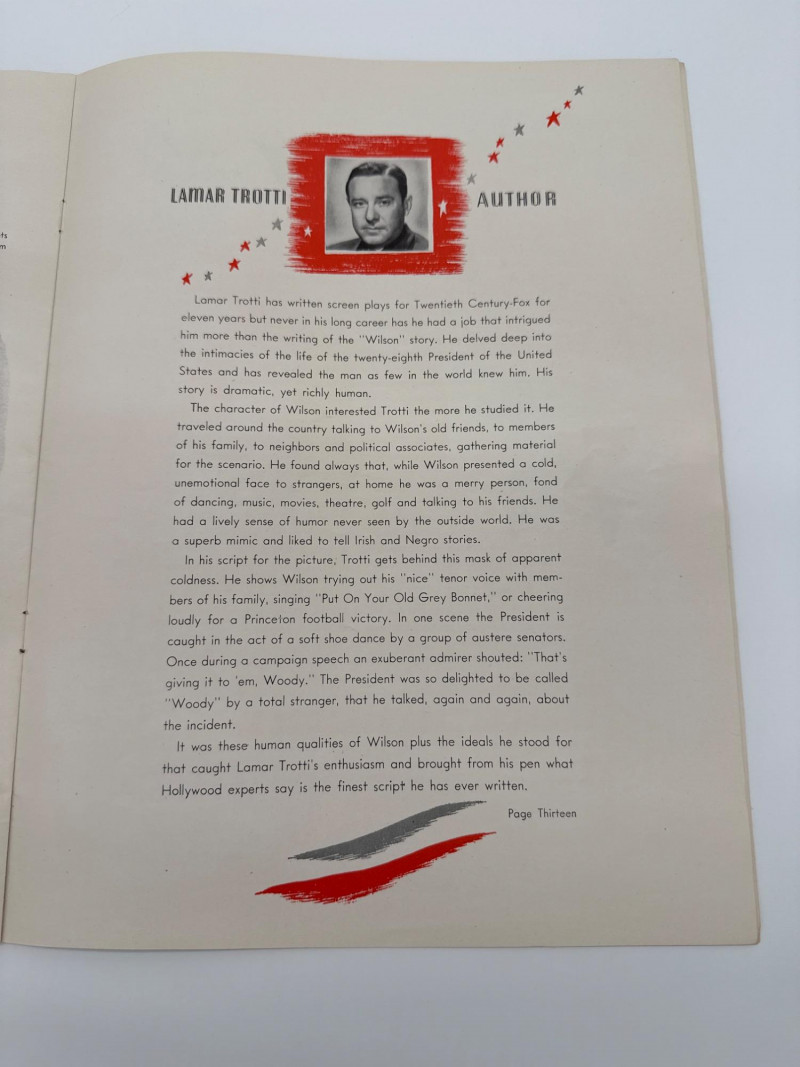 ts
m
LAMAR TROTTI
AUTHOR
Lamar Trotti has written screen plays for Twentieth Century-Fox for
eleven years but never in his long career has he had a job that intrigued
him more than the writing of the "Wilson" story. He delved deep into
the intimacies of the life of the twenty-eighth President of the United
States and has revealed the man as few in the world knew him. His
story is dramatic, yet richly human.
The character of Wilson interested Trotti the more he studied it. He
traveled around the country talking to Wilson's old friends, to members
of his family, to neighbors and political associates, gathering material
for the scenario. He found always that, while Wilson presented a cold,
unemotional face to strangers, at home he was a merry person, fond
of dancing, music, movies, theatre, golf and talking to his friends. He
had a lively sense of humor never seen by the outside world. He was
a superb mimic and liked to tell Irish and Negro stories.
In his script for the picture, Trotti gets behind this mask of apparent
coldness. He shows Wilson trying out his "nice" tenor voice with mem-
bers of his family, singing "Put On Your Old Grey Bonnet," or cheering
loudly for a Princeton football victory. In one scene the President is
caught in the act of a soft shoe dance by a group of austere senators.
Once during a campaign speech an exuberant admirer shouted: "That's
giving it to 'em, Woody." The President was so delighted to be called
"Woody" by a total stranger, that he talked, again and again, about
the incident.
It was these human qualities of Wilson plus the ideals he stood for
that caught Lamar Trotti's enthusiasm and brought from his pen what
Hollywood experts say is the finest script he has ever written.
Page Thirteen